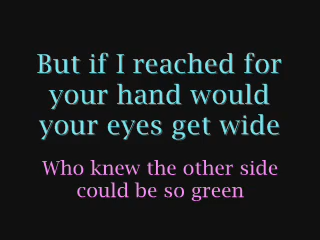 But if I reached for
your hand would
your eyes get wide
Who knew the other side
could be so green